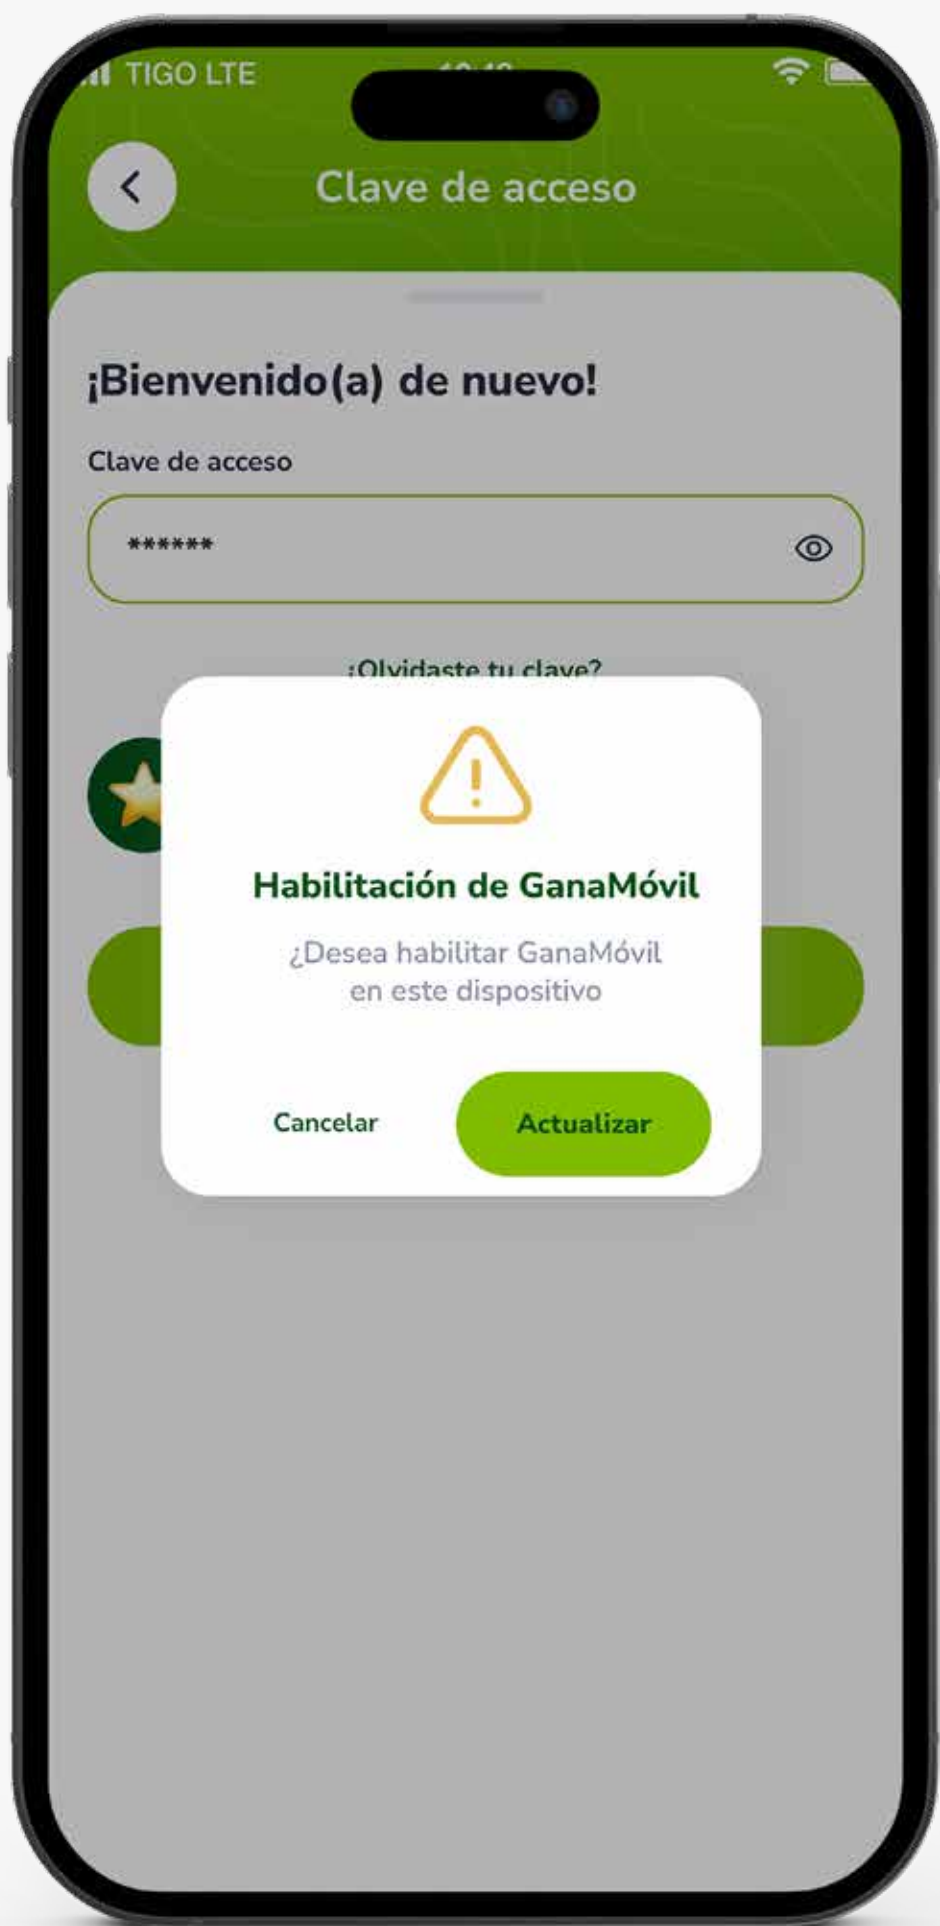 TIGO LTE
Clave de acceso
¡Bienvenido(a) de nuevo!
Clave de acceso
******
¿Olvidaste tu clave?
Habilitación de GanaMóvil
¿Desea habilitar GanaMóvil
en este dispositivo
Cancelar
Actualizar